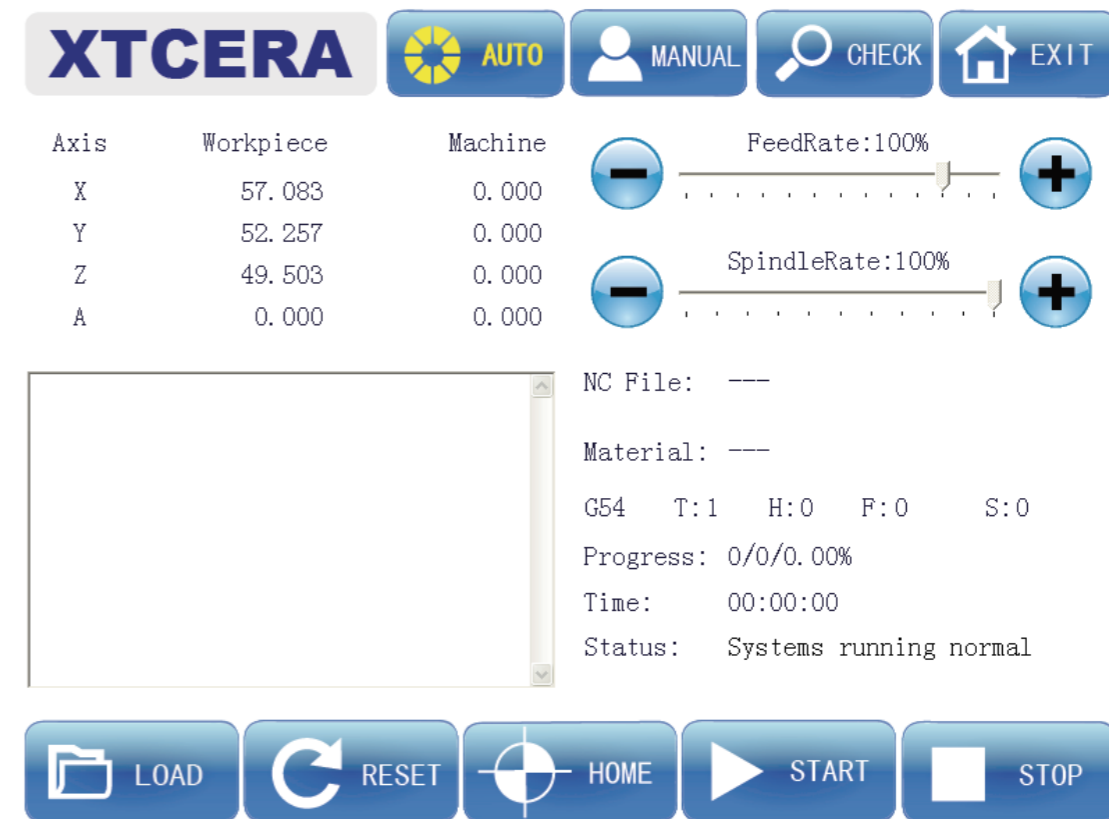 XTCERA AUTO MANUAL CHECK EXIT
Axis Workpiece Machine
X 57.083 0.000
Y 52.257 0.000
Z 49.503 0.000
A 0.000 0.000
FeedRate:100%
SpindleRate:100%
NC File: ---
Material: ---
G54 T:1 H:0 F:0 S:0
Progress: 0/0/0.00%
Time: 00:00:00
Status: Systems running normal
LOAD RESET HOME START STOP